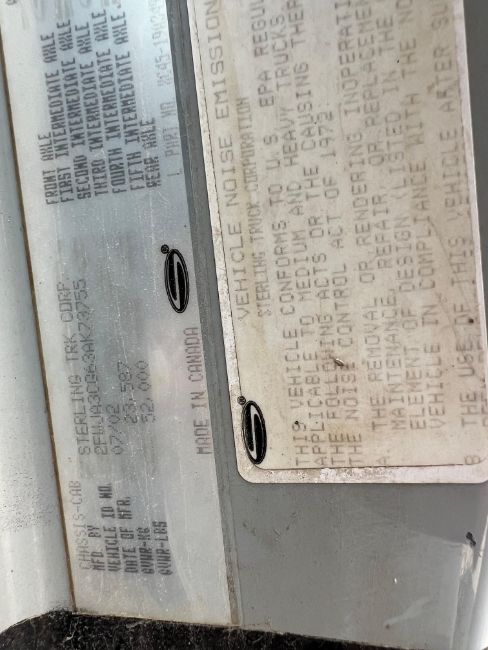 CHASSIS-CAB
MFD. BY STERLING TRK CORP.
VEHICLE ID NO. 2FWJA3CG63AK73755
DATE OF MFR. 07/02
GVWR-KG 23,587
GVWR-LBS 52,000
MADE IN CANADA
FRONT AXLE
FIRST INTERMEDIATE AXLE
SECOND INTERMEDIATE AXLE
THIRD INTERMEDIATE AXLE
FOURTH INTERMEDIATE AXLE
FIFTH INTERMEDIATE AXLE
REAR AXLE
PART NO.
VEHICLE NOISE EMISSION
STERLING TRUCK CORPORATION
THIS VEHICLE CONFORMS TO U.S. EPA REGU
APPLICABLE TO MEDIUM AND HEAVY TRUCKS
THE FOLLOWING ACTS OR THE CAUSING THER
THE NOISE CONTROL ACT OF 1972
A. THE REMOVAL OR RENDERING INOPERATI
MAINTENANCE, REPAIR OR REPLACEMEN
ELEMENT OF DESIGN (LISTED IN THE
VEHICLE IN COMPLIANCE WITH THE NO
B THE USE OF THIS VEHICLE AFTER SU